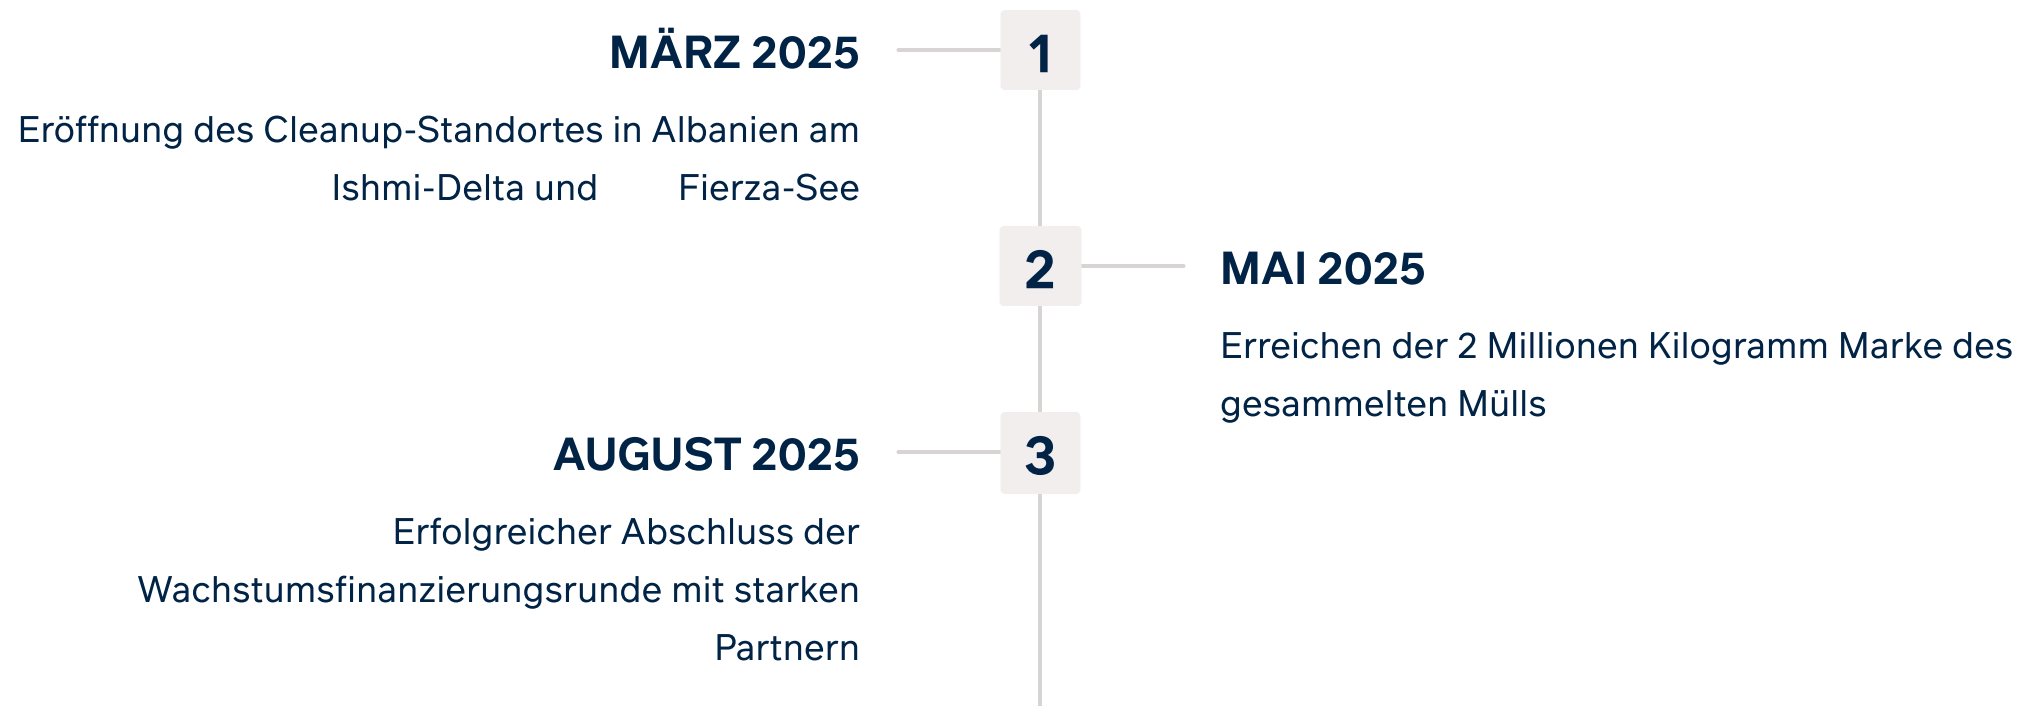 MÄRZ 2025
1
Eröffnung des Cleanup-Standortes in Albanien am
Ishmi-Delta und Fierza-See
2
MAI 2025
Erreichen der 2 Millionen Kilogramm Marke des
gesammelten Mülls
AUGUST 2025
3
Erfolgreicher Abschluss der
Wachstumsfinanzierungsrunde mit starken
Partnern